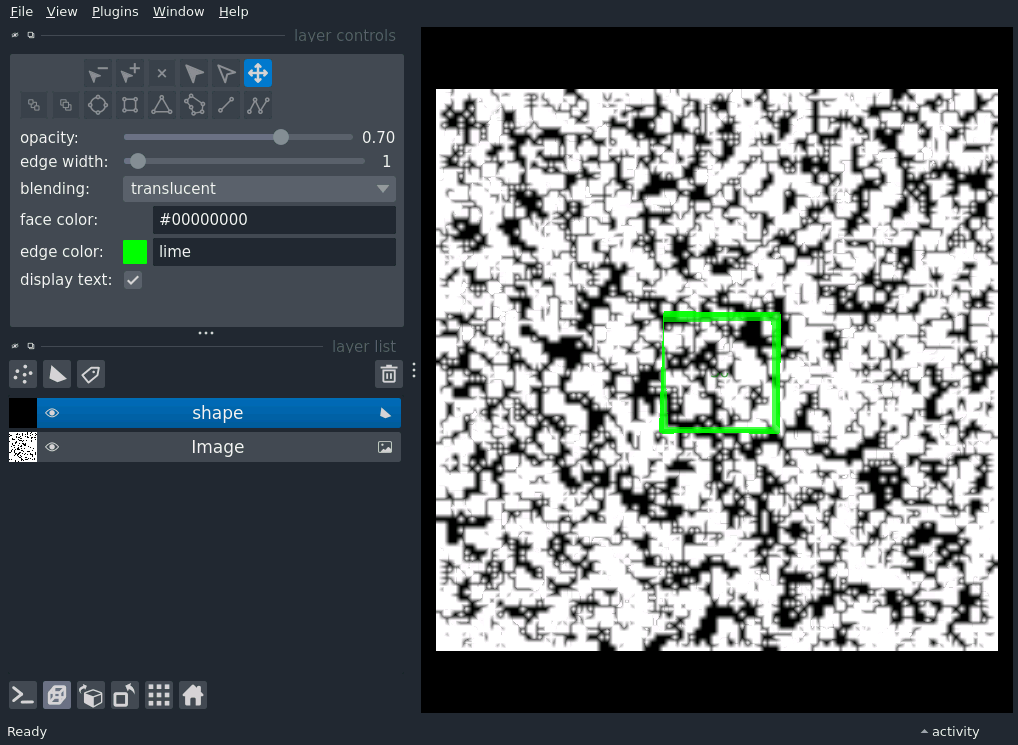 File View Plugins Window Help
layer controls
opacity: 0.70
edge width: 1
blending: translucent
face color: #00000000
edge color: lime
display text:
layer list
shape
Image
Ready
activity